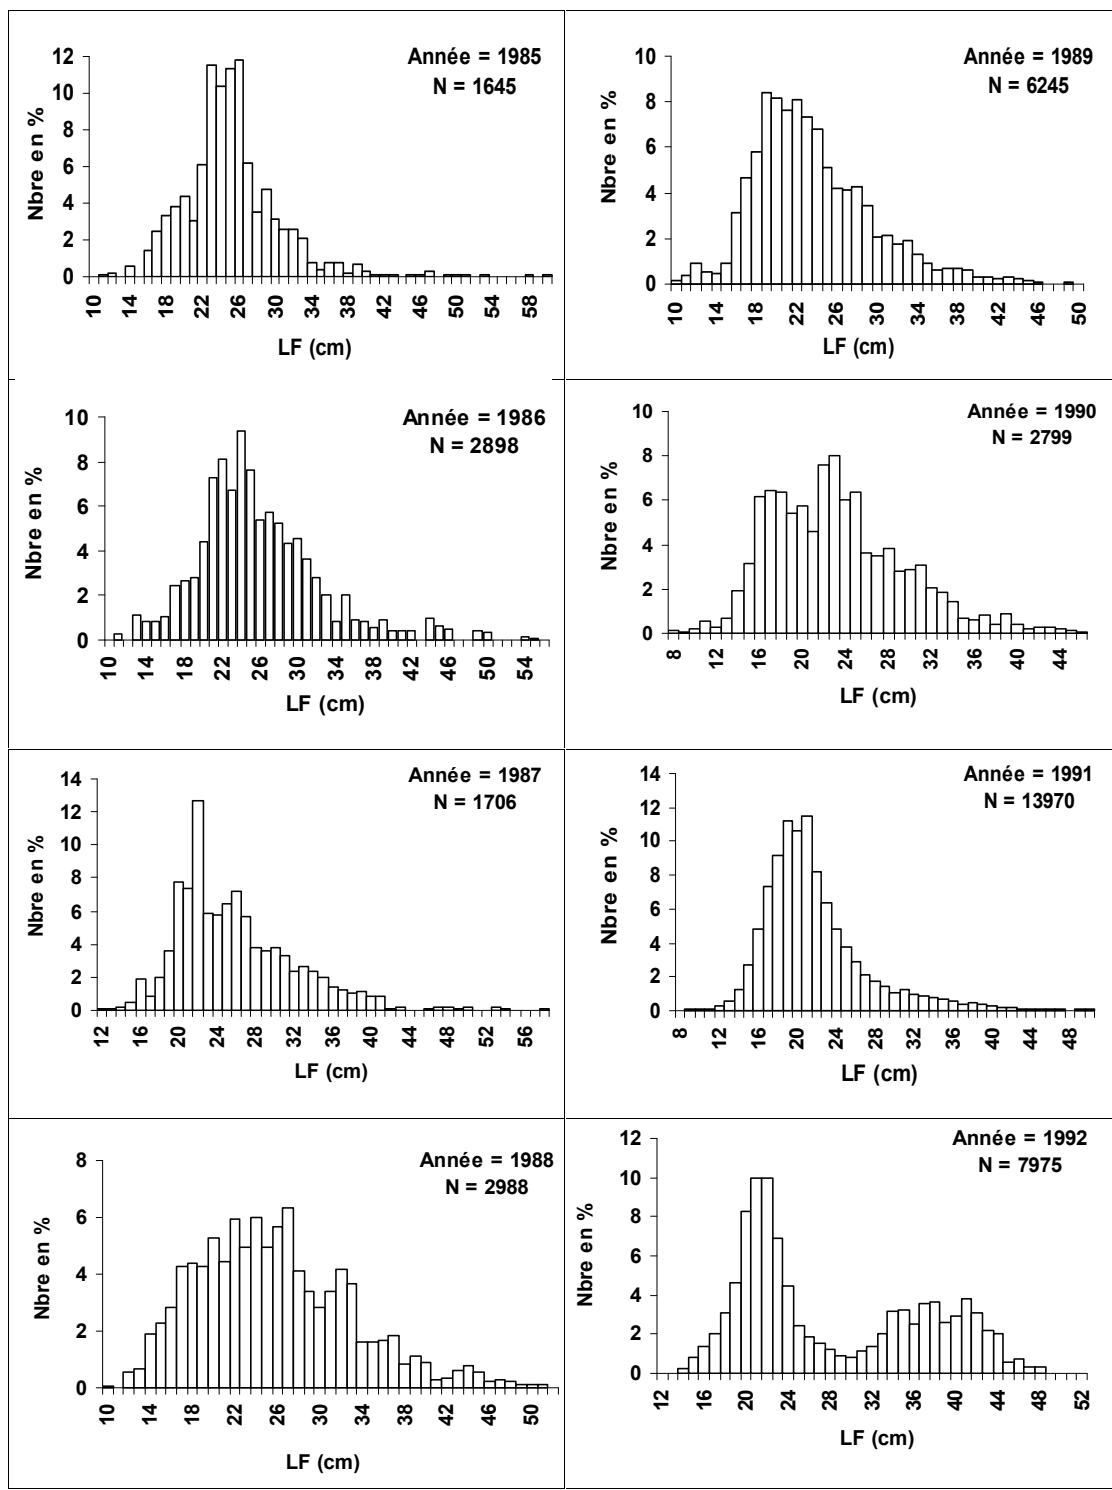 Année = 1985
N = 1645
Nbre en %
12
10
8
6
4
2
0
10 14 18 22 26 30 34 38 42 46 50 54 58
LF (cm)
Année = 1989
N = 6245
Nbre en %
10
8
6
4
2
0
10 14 18 22 26 30 34 38 42 46 50
LF (cm)
Année = 1986
N = 2898
Nbre en %
10
8
6
4
2
0
10 14 18 22 26 30 34 38 42 46 50 54
LF (cm)
Année = 1990
N = 2799
Nbre en %
10
8
6
4
2
0
8 12 16 20 24 28 32 36 40 44
LF (cm)
Année = 1987
N = 1706
Nbre en %
14
12
10
8
6
4
2
0
12 16 20 24 28 32 36 40 44 48 52 56
LF (cm)
Année = 1991
N = 13970
Nbre en %
14
12
10
8
6
4
2
0
8 12 16 20 24 28 32 36 40 44 48
LF (cm)
Année = 1988
N = 2988
Nbre en %
8
6
4
2
0
10 14 18 22 26 30 34 38 42 46 50
LF (cm)
Année = 1992
N = 7975
Nbre en %
12
10
8
6
4
2
0
12 16 20 24 28 32 36 40 44 48 52
LF (cm)